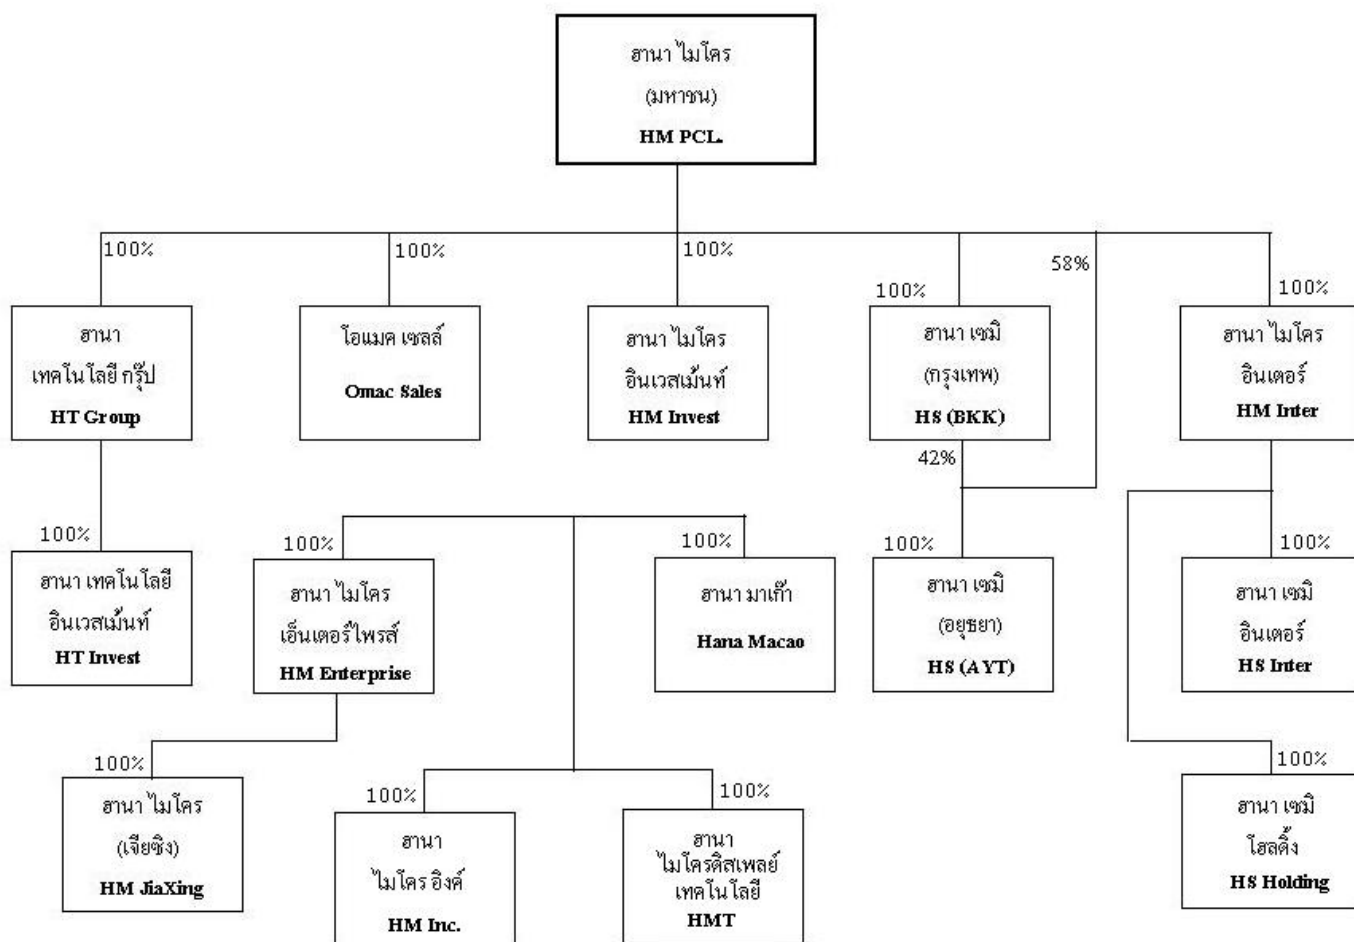 ฮานา ไมโคร
(มหาชน)
HM PCL.
100%
100%
100%
100%
58%
100%
ฮานา
เทคโนโลยี กรุ๊ป
HT Group
โอแมค เซลล์
Omac Sales
ฮานา ไมโคร
อินเวสเม้นท์
HM Invest
ฮานา เซมิ
(กรุงเทพ)
HS (BKK)
ฮานา ไมโคร
อินเตอร์
HM Inter
42%
100%
100%
100%
100%
100%
ฮานา เทคโนโลยี
อินเวสเม้นท์
HT Invest
ฮานา ไมโคร
เอ็นเตอร์ไพรส์
HM Enterprise
ฮานา มาเก๊า
Hana Macao
ฮานา เซมิ
(อยุธยา)
HS (AYT)
ฮานา เซมิ
อินเตอร์
HS Inter
100%
100%
100%
100%
ฮานา ไมโคร
(เจียซิง)
HM JiaXing
ฮานา
ไมโคร อิงค์
HM Inc.
ฮานา
ไมโครดิสเพลย์
เทคโนโลยี
HMT
ฮานา เซมิ
โฮลดิ้ง
HS Holding